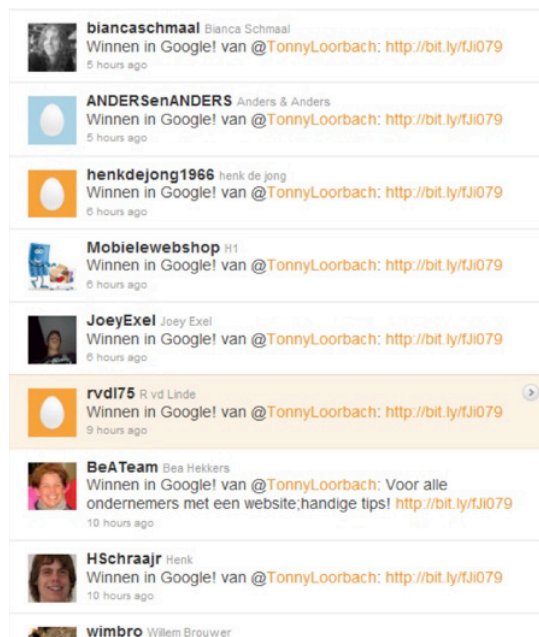 biancaschmaal Bianca Schmaal
Winnen in Google! van @TonnyLoorbach: http://bit.ly/fJi079
5 hours ago
ANDERSenANDERS Anders & Anders
Winnen in Google! van @TonnyLoorbach: http://bit.ly/fJi079
5 hours ago
henkdejong1966 henk de jong
Winnen in Google! van @TonnyLoorbach: http://bit.ly/fJi079
6 hours ago
Mobielewebshop H1
Winnen in Google! van @TonnyLoorbach: http://bit.ly/fJi079
6 hours ago
JoeyExel Joey Exel
Winnen in Google! van @TonnyLoorbach: http://bit.ly/fJi079
6 hours ago
rvdl75 R vd Linde
Winnen in Google! van @TonnyLoorbach: http://bit.ly/fJi079
9 hours ago
BeATeam Bea Hekkers
Winnen in Google! van @TonnyLoorbach: Voor alle
ondernemers met een website;handige tips! http://bit.ly/fJi079
10 hours ago
HSchraajr Henk
Winnen in Google! van @TonnyLoorbach: http://bit.ly/fJi079
10 hours ago
wimbro Willem Brouwer